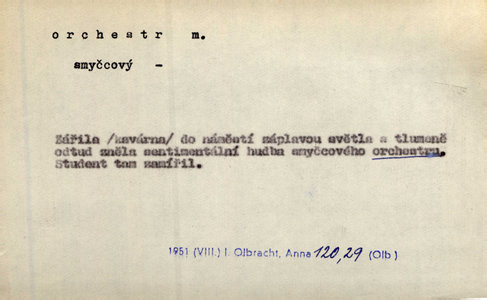 orchestr m.
smyčcový -
Zářila /kavárna/ do náměstí záplavou světla a tlumeně
odtud zněla sentimentální hudba smyčcového orchestru.
Student tam zamířil.
1951 (VIII.) I. Olbracht, Anna 120,29 (Olb)